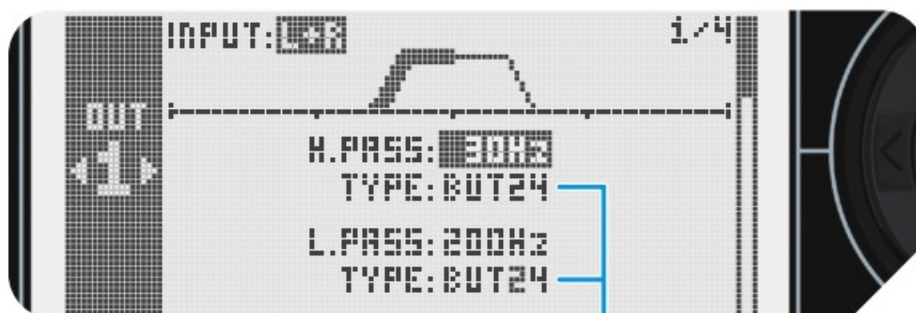 INPUT: L+R
1/4
OUT
1
H.PASS: 30Hz
TYPE: BUT24
L.PASS: 200Hz
TYPE: BUT24